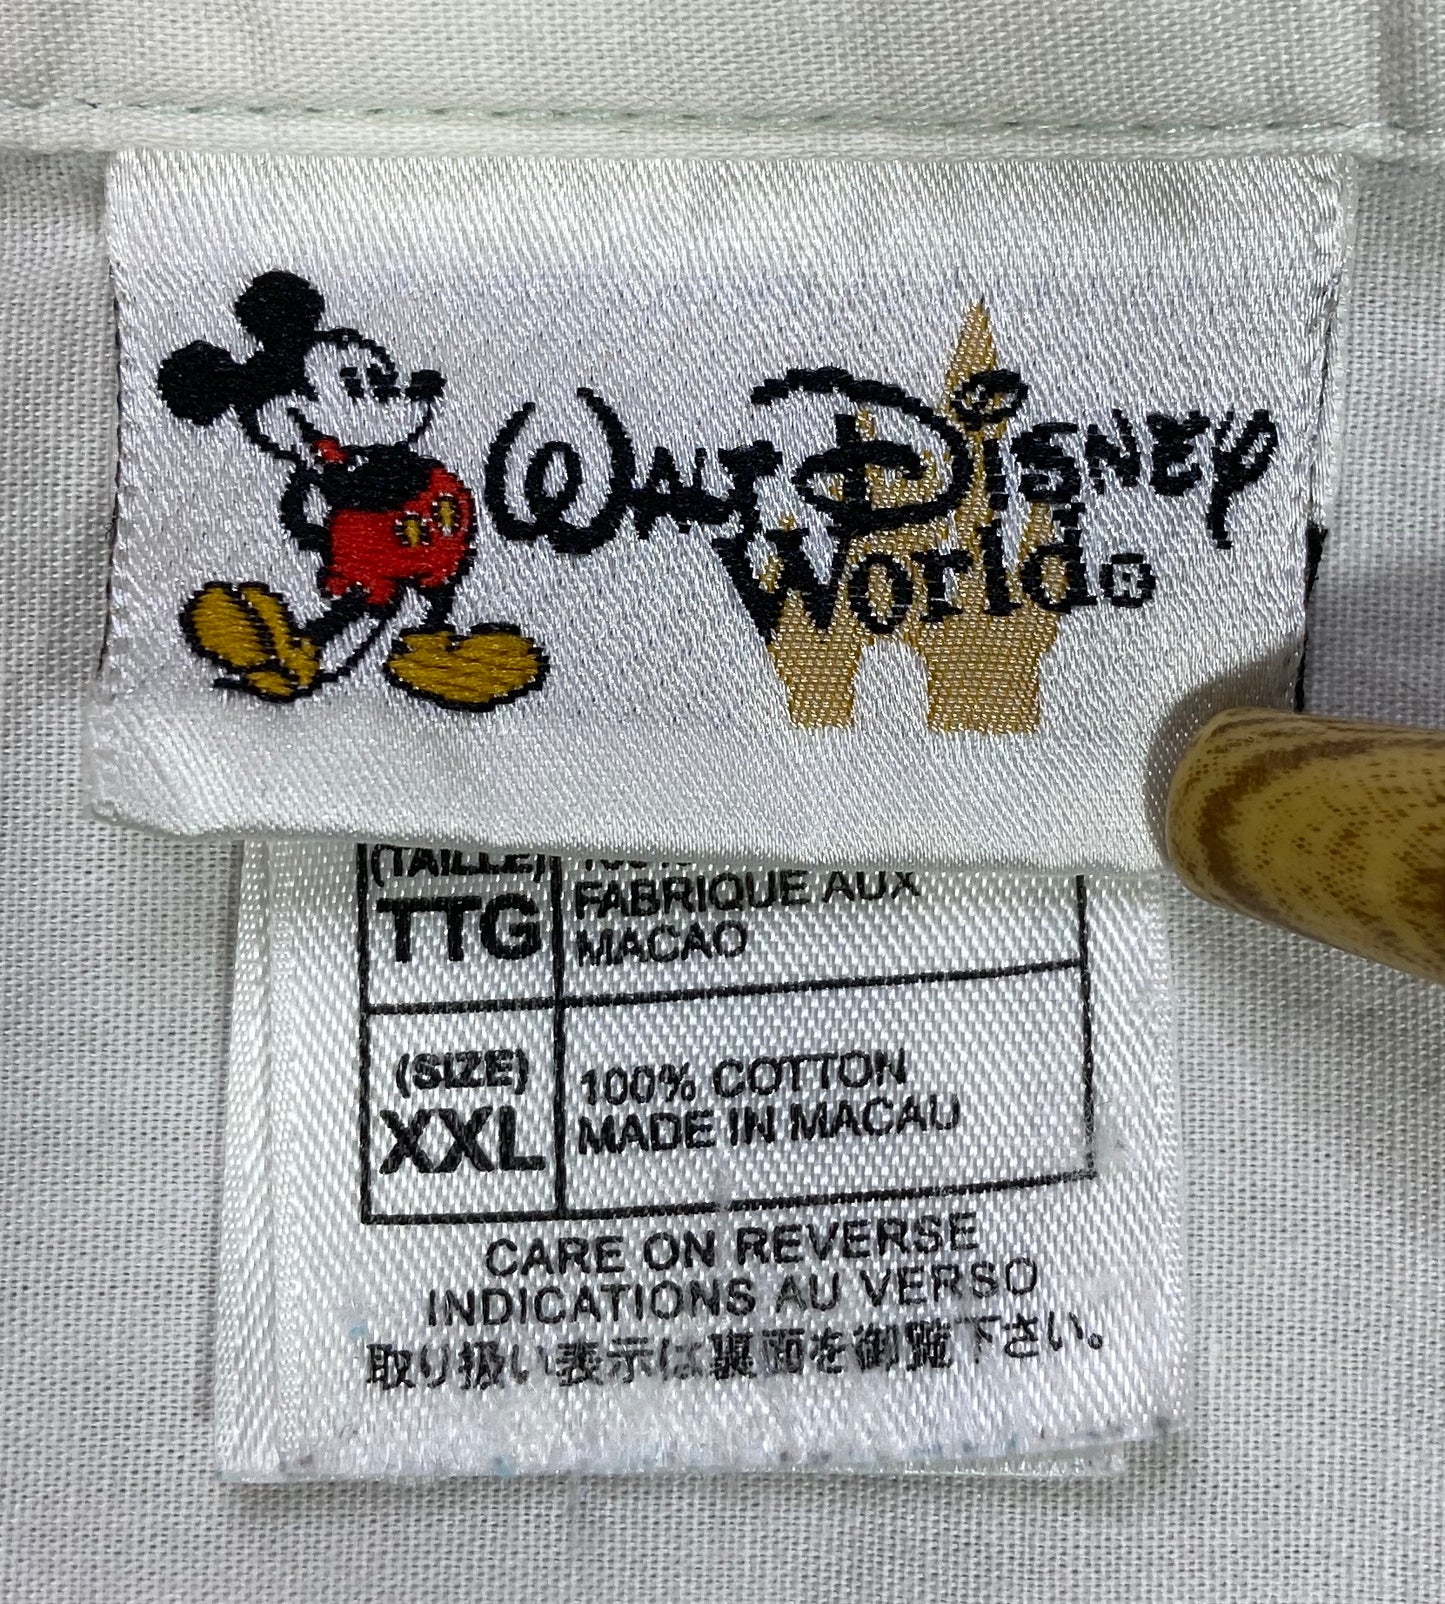 Walt Disney
World®
(TAILLE)
TTG
FABRIQUE AUX
MACAO
(SIZE)
XXL
100% COTTON
MADE IN MACAU
CARE ON REVERSE
INDICATIONS AU VERSO
取り扱い表示は裏面を御覧下さい。